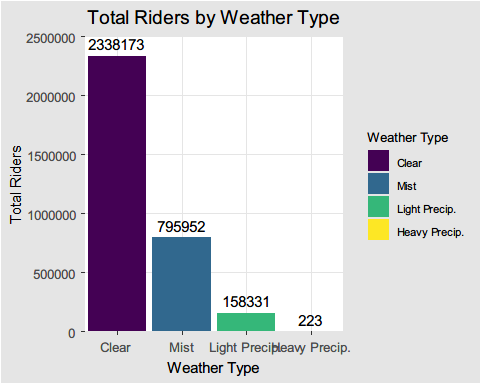 Total Riders by Weather Type
2500000
2000000
1500000
1000000
500000
0
Total Riders
2338173
795952
158331
223
Clear
Mist
Light Precip.
Heavy Precip.
Weather Type
Weather Type
Clear
Mist
Light Precip.
Heavy Precip.